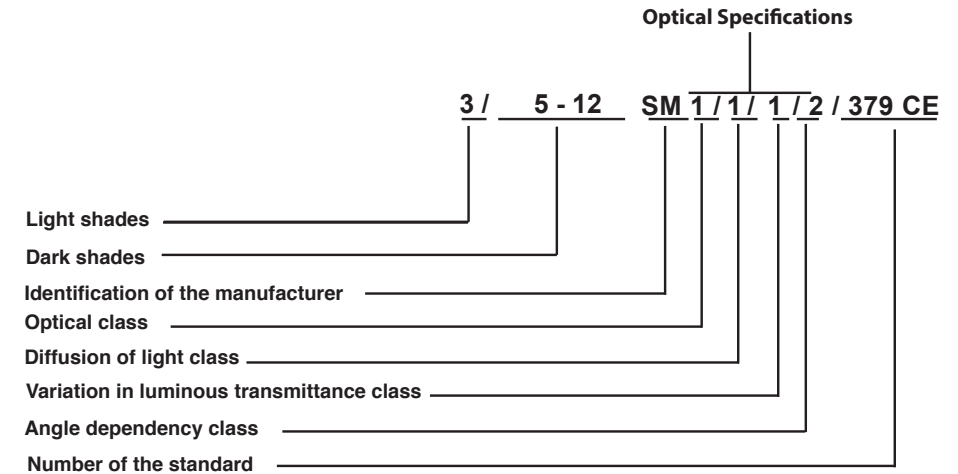 Optical Specifications
3 / 5 - 12 SM 1 / 1 / 1 / 2 / 379 CE
Light shades
Dark shades
Identification of the manufacturer
Optical class
Diffusion of light class
Variation in luminous transmittance class
Angle dependency class
Number of the standard